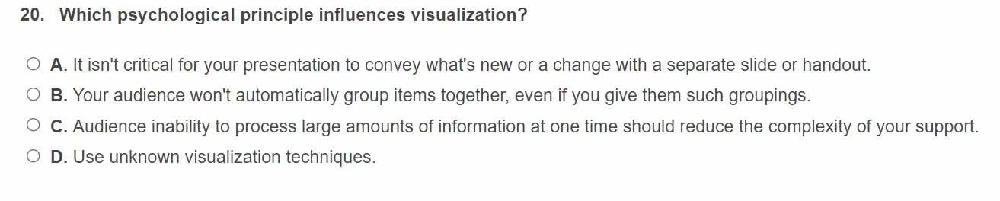 20. Which psychological principle influences visualization?
A. It isn't critical for your presentation to convey what's new or a change with a separate slide or handout.
B. Your audience won't automatically group items together, even if you give them such groupings.
C. Audience inability to process large amounts of information at one time should reduce the complexity of your support.
D. Use unknown visualization techniques.